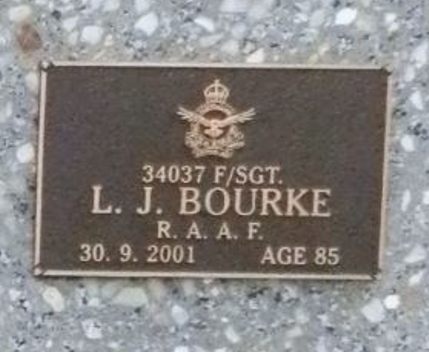 34037 F/SGT.
L. J. BOURKE
R. A. A. F.
30. 9. 2001 AGE 85